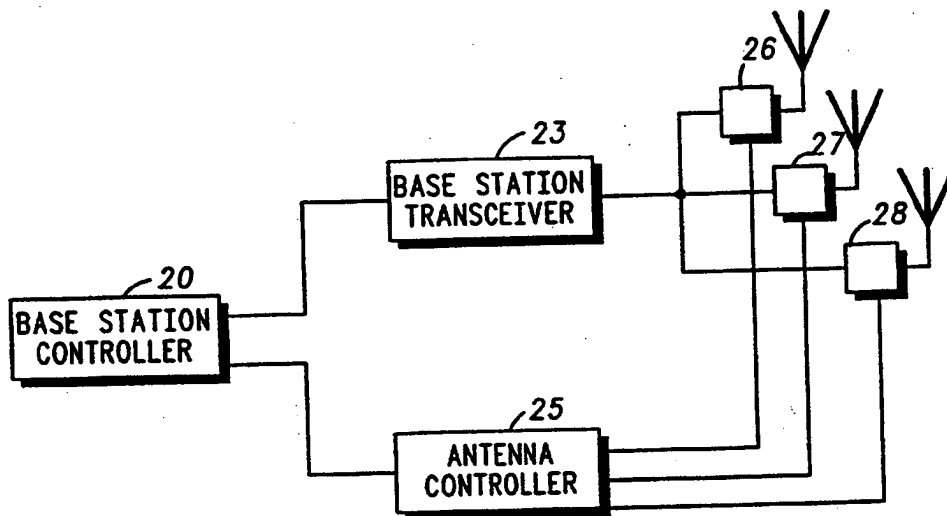 26
23
27
BASE STATION
TRANSCEIVER
28
20
BASE STATION
CONTROLLER
25
ANTENNA
CONTROLLER